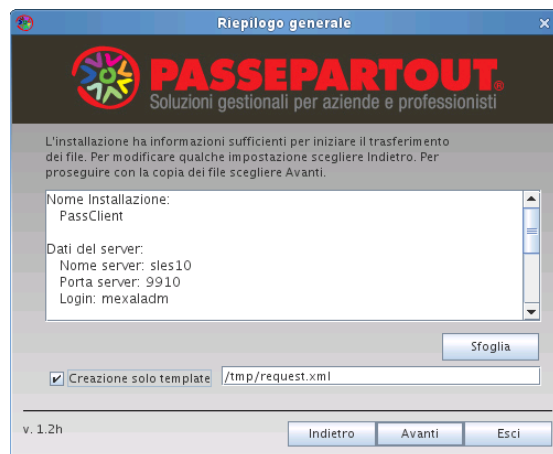 Riepilogo generale
PASSEPARTOUT®
Soluzioni gestionali per aziende e professionisti
L'installazione ha informazioni sufficienti per iniziare il trasferimento
dei file. Per modificare qualche impostazione scegliere Indietro. Per
proseguire con la copia dei file scegliere Avanti.
Nome Installazione:
PassClient
Dati del server:
Nome server: sles10
Porta server: 9910
Login: mexaladm
Sfoglia
Creazione solo template /tmp/request.xml
v. 1.2h
Indietro Avanti Esci